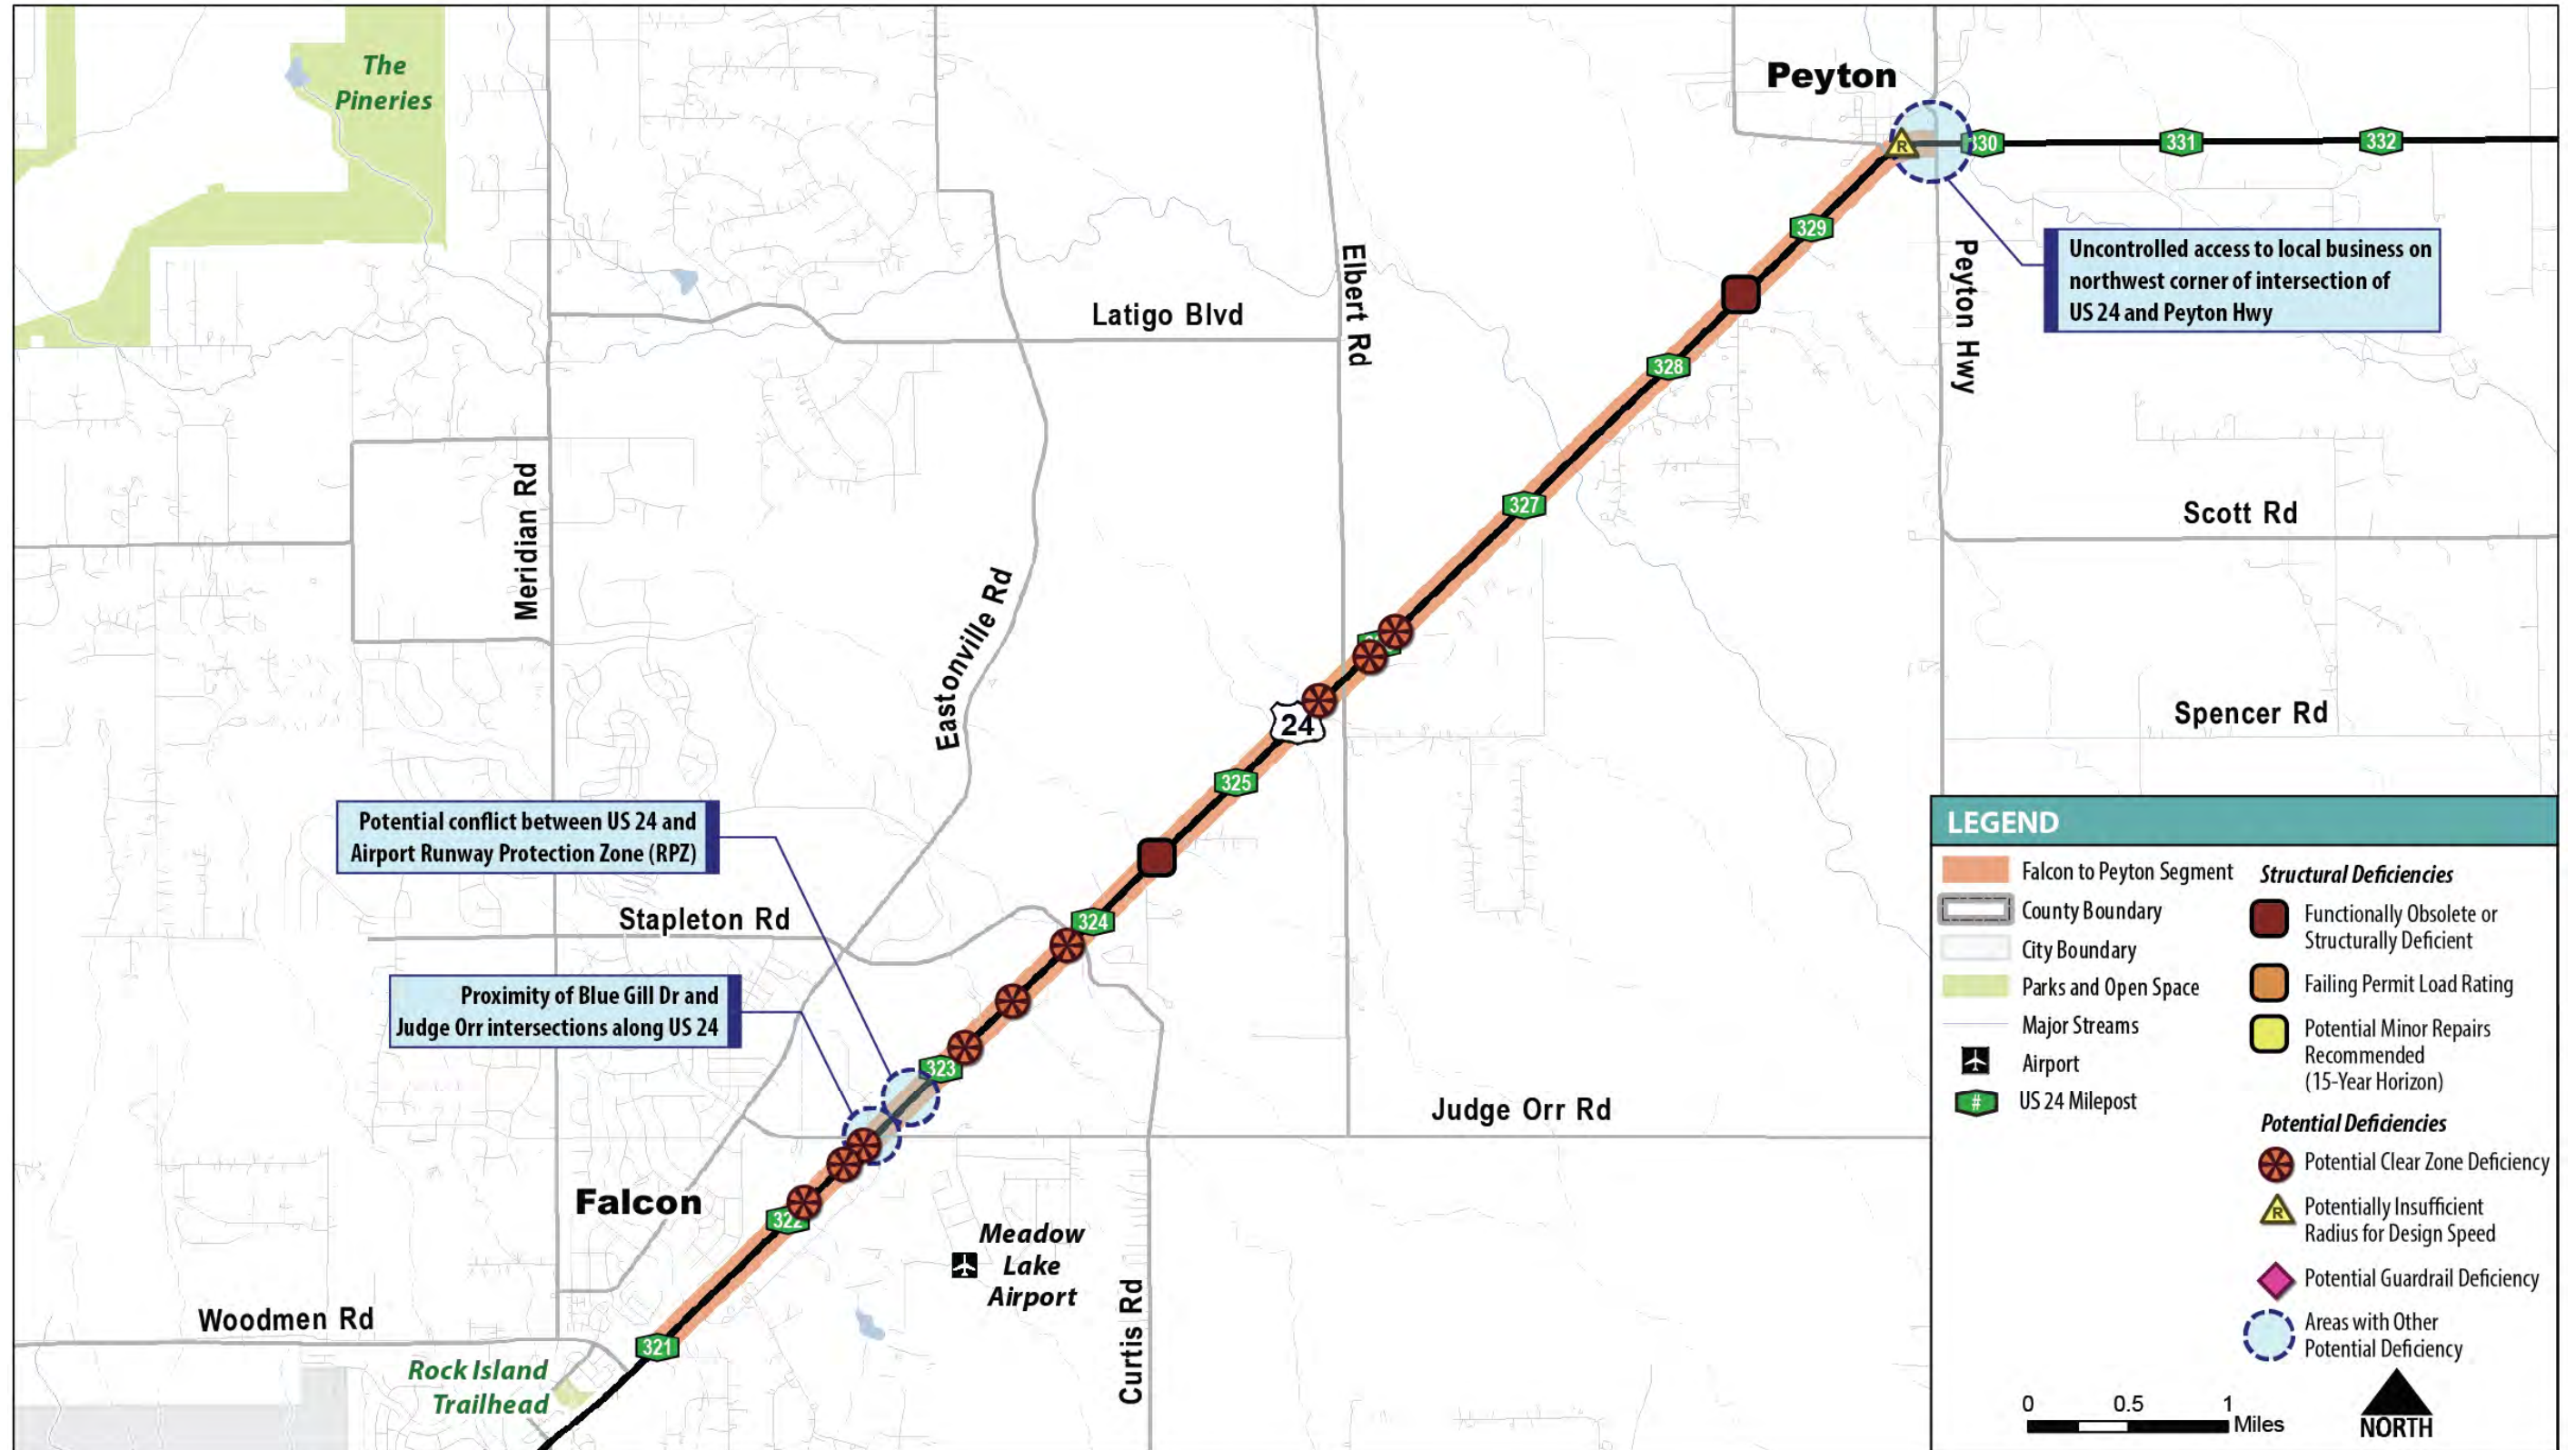 The
Pineries
Peyton
R
330
331
332
329
Uncontrolled access to local business on
northwest corner of intersection of
US 24 and Peyton Hwy
Elbert Rd
Peyton Hwy
Latigo Blvd
328
Meridian Rd
327
Scott Rd
Eastonville Rd
24
Spencer Rd
325
Potential conflict between US 24 and
Airport Runway Protection Zone (RPZ)
Stapleton Rd
324
Proximity of Blue Gill Dr and
Judge Orr intersections along US 24
323
Judge Orr Rd
Falcon
322
Meadow
Lake
Airport
Curtis Rd
Woodmen Rd
321
Rock Island
Trailhead
LEGEND
Falcon to Peyton Segment
County Boundary
City Boundary
Parks and Open Space
Major Streams
Airport
#
US 24 Milepost
Structural Deficiencies
Functionally Obsolete or
Structurally Deficient
Failing Permit Load Rating
Potential Minor Repairs
Recommended
(15-Year Horizon)
Potential Deficiencies
Potential Clear Zone Deficiency
R
Potentially Insufficient
Radius for Design Speed
Potential Guardrail Deficiency
Areas with Other
Potential Deficiency
0 0.5 1
Miles
NORTH